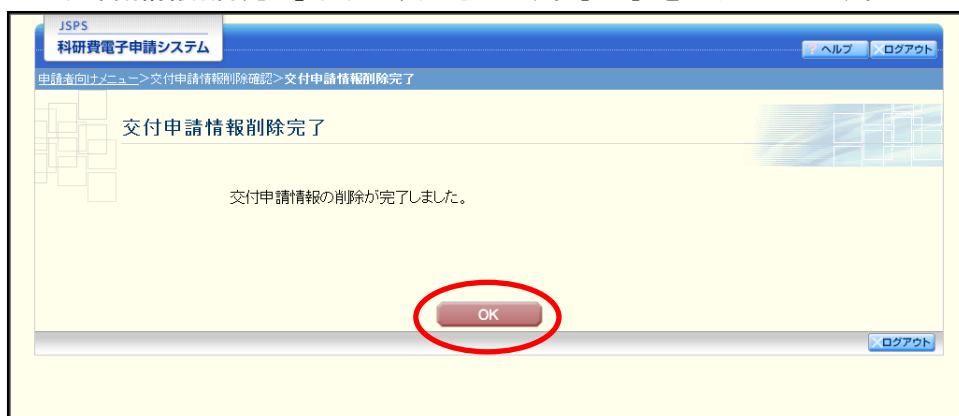 JSPS
科研費電子申請システム
? ヘルプ
ログアウト
申請者向けメニュー>交付申請情報削除確認>交付申請情報削除完了
交付申請情報削除完了
交付申請情報の削除が完了しました。
OK
ログアウト